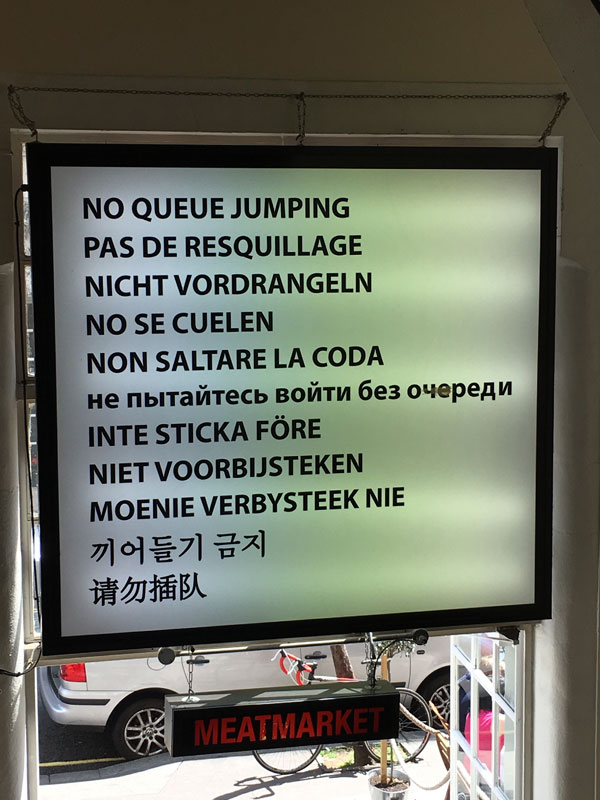 NO QUEUE JUMPING
PAS DE RESQUILLAGE
NICHT VORDRANGELN
NO SE CUELEN
NON SALTARE LA CODA
не пытайтесь войти без очереди
INTE STICKA FÖRE
NIET VOORBIJSTEKEN
MOENIE VERBYSTEEK NIE
끼어들기 금지
请勿插队
MEATMARKET